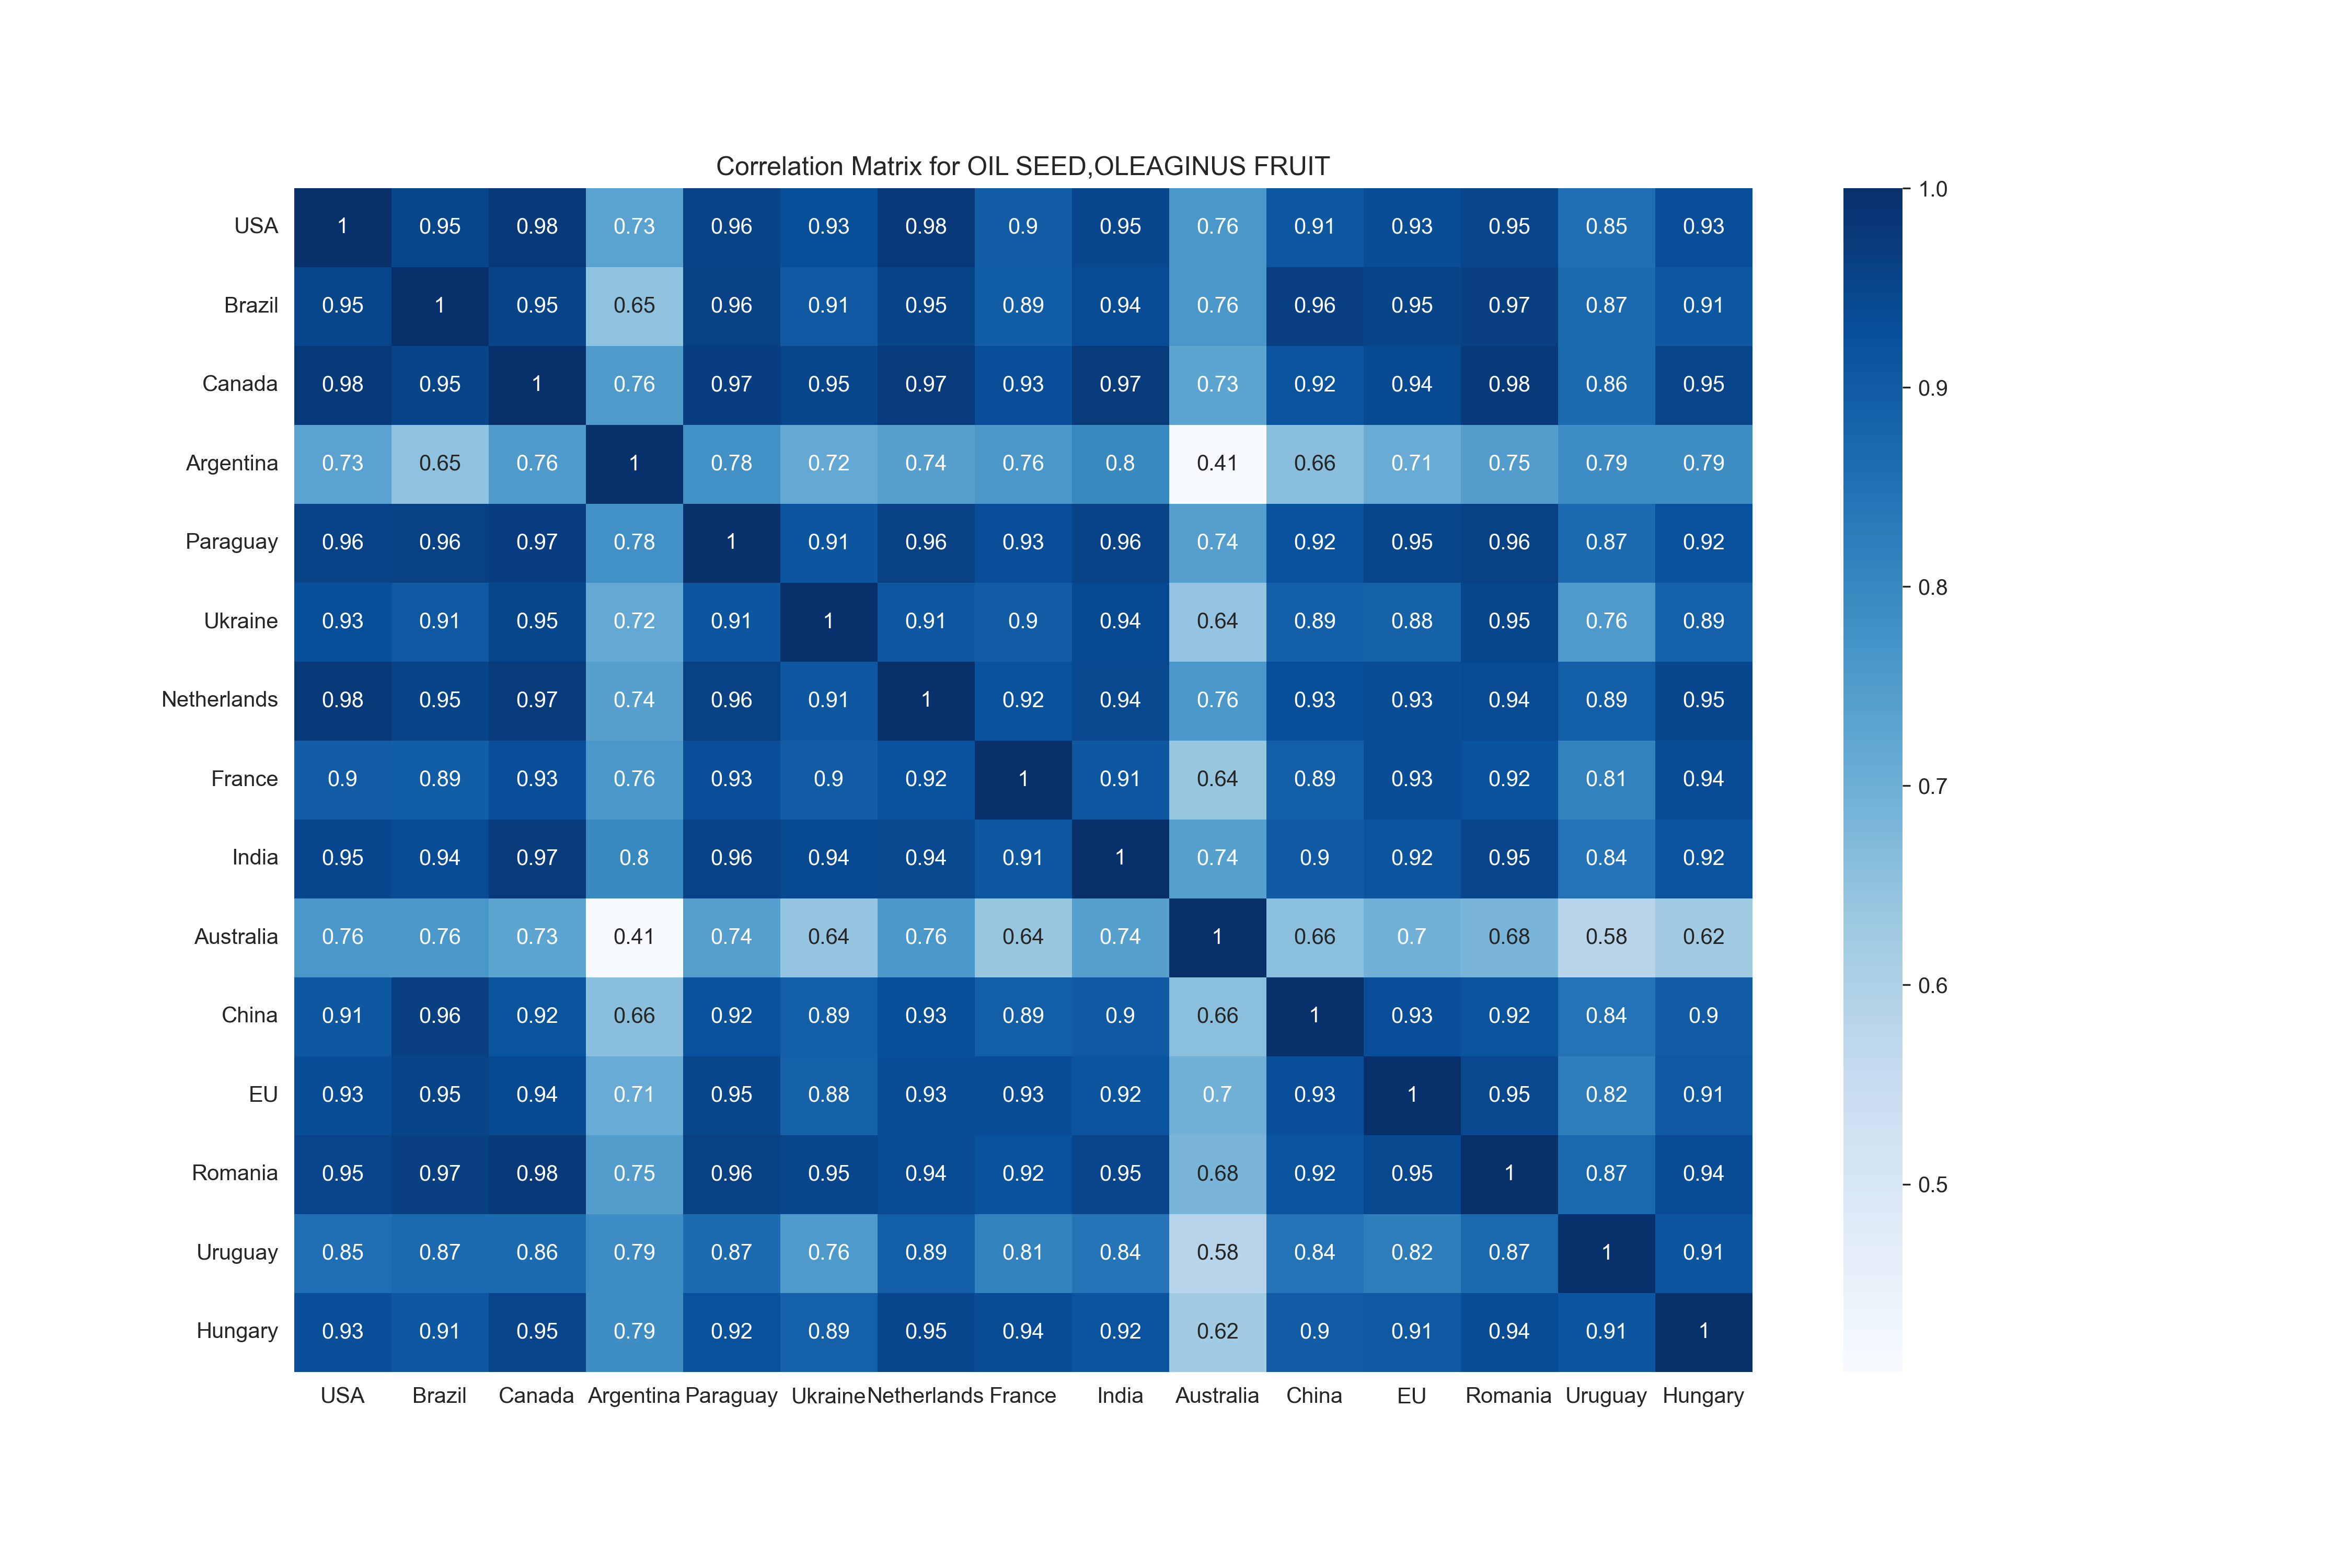 Correlation Matrix for OIL SEED,OLEAGINUS FRUIT
USA 1 0.95 0.98 0.73 0.96 0.93 0.98 0.9 0.95 0.76 0.91 0.93 0.95 0.85 0.93
Brazil 0.95 1 0.95 0.65 0.96 0.91 0.95 0.89 0.94 0.76 0.96 0.95 0.97 0.87 0.91
Canada 0.98 0.95 1 0.76 0.97 0.95 0.97 0.93 0.97 0.73 0.92 0.94 0.98 0.86 0.95
Argentina 0.73 0.65 0.76 1 0.78 0.72 0.74 0.76 0.8 0.41 0.66 0.71 0.75 0.79 0.79
Paraguay 0.96 0.96 0.97 0.78 1 0.91 0.96 0.93 0.96 0.74 0.92 0.95 0.96 0.87 0.92
Ukraine 0.93 0.91 0.95 0.72 0.91 1 0.91 0.9 0.94 0.64 0.89 0.88 0.95 0.76 0.89
Netherlands 0.98 0.95 0.97 0.74 0.96 0.91 1 0.92 0.94 0.76 0.93 0.93 0.94 0.89 0.95
France 0.9 0.89 0.93 0.76 0.93 0.9 0.92 1 0.91 0.64 0.89 0.93 0.92 0.81 0.94
India 0.95 0.94 0.97 0.8 0.96 0.94 0.94 0.91 1 0.74 0.9 0.92 0.95 0.84 0.92
Australia 0.76 0.76 0.73 0.41 0.74 0.64 0.76 0.64 0.74 1 0.66 0.7 0.68 0.58 0.62
China 0.91 0.96 0.92 0.66 0.92 0.89 0.93 0.89 0.9 0.66 1 0.93 0.92 0.84 0.9
EU 0.93 0.95 0.94 0.71 0.95 0.88 0.93 0.93 0.92 0.7 0.93 1 0.95 0.82 0.91
Romania 0.95 0.97 0.98 0.75 0.96 0.95 0.94 0.92 0.95 0.68 0.92 0.95 1 0.87 0.94
Uruguay 0.85 0.87 0.86 0.79 0.87 0.76 0.89 0.81 0.84 0.58 0.84 0.82 0.87 1 0.91
Hungary 0.93 0.91 0.95 0.79 0.92 0.89 0.95 0.94 0.92 0.62 0.9 0.91 0.94 0.91 1
USA Brazil Canada Argentina Paraguay Ukraine Netherlands France India Australia China EU Romania Uruguay Hungary
1.0
0.9
0.8
0.7
0.6
0.5